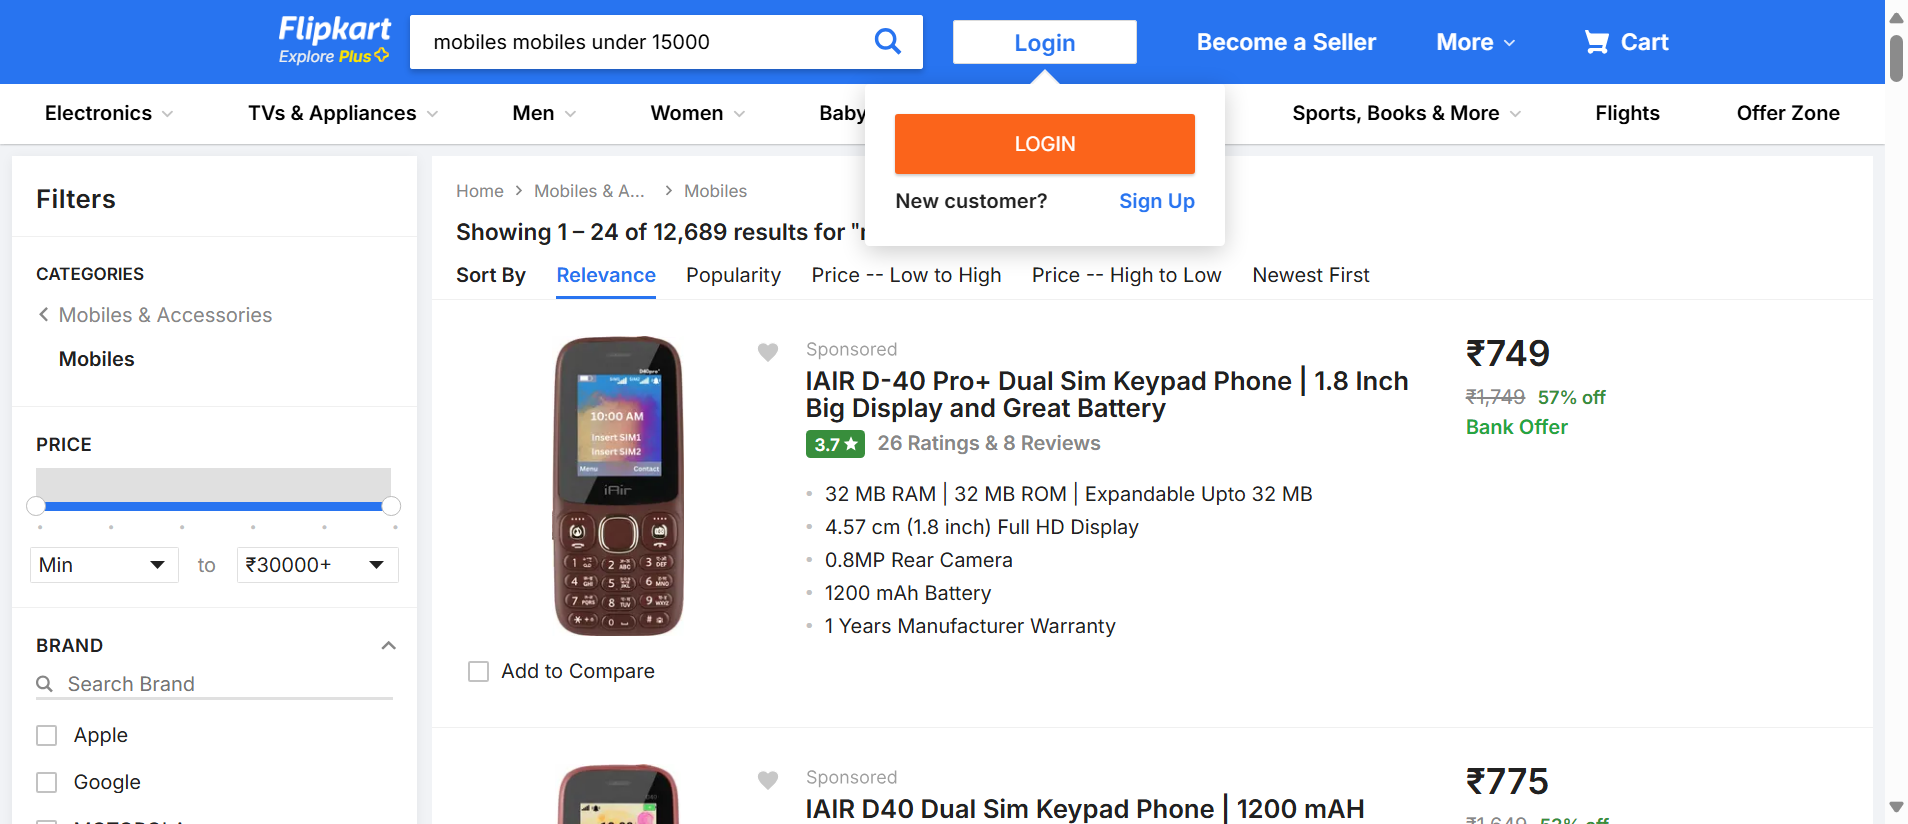 Flipkart
Explore Plus
mobiles mobiles under 15000
Login
Become a Seller
More
Cart
Electronics
TVs & Appliances
Men
Women
Baby
Sports, Books & More
Flights
Offer Zone
LOGIN
New customer?
Sign Up
Filters
CATEGORIES
Mobiles & Accessories
Mobiles
PRICE
Min
to
₹30000+
BRAND
Search Brand
Apple
Google
Home
Mobiles & A...
Mobiles
Showing 1 – 24 of 12,689 results for "
Sort By
Relevance
Popularity
Price -- Low to High
Price -- High to Low
Newest First
D40pro+
10:00 AM
Insert SIM1
Insert SIM2
Menu
Contact
iAir
Add to Compare
Sponsored
IAIR D-40 Pro+ Dual Sim Keypad Phone | 1.8 Inch
Big Display and Great Battery
3.7
26 Ratings & 8 Reviews
32 MB RAM | 32 MB ROM | Expandable Upto 32 MB
4.57 cm (1.8 inch) Full HD Display
0.8MP Rear Camera
1200 mAh Battery
1 Years Manufacturer Warranty
₹749
₹1,749 57% off
Bank Offer
Sponsored
IAIR D40 Dual Sim Keypad Phone | 1200 mAH
₹775
₹1,649 52% off